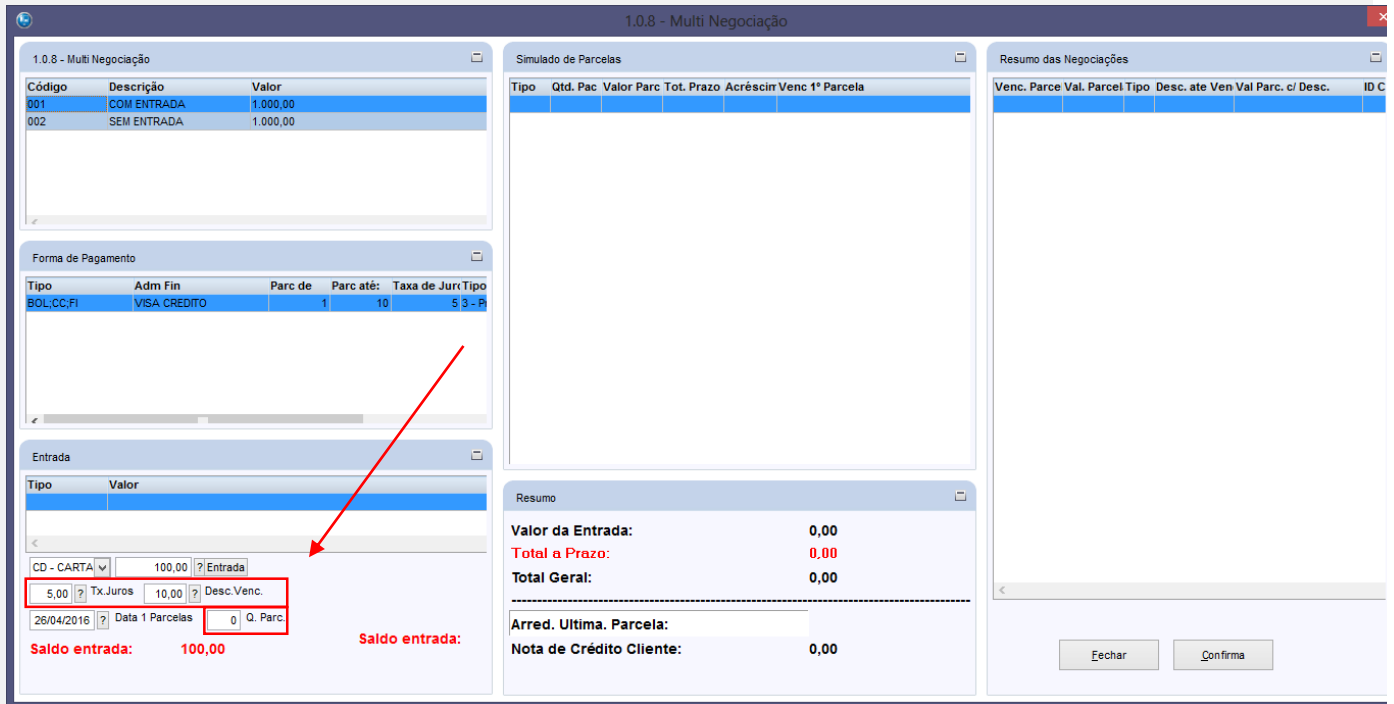 1.0.8 - Multi Negociação
1.0.8 - Multi Negociação
Código Descrição Valor
001 COM ENTRADA 1.000,00
002 SEM ENTRADA 1.000,00
Forma de Pagamento
Tipo Adm Fin Parc de Parc até: Taxa de Jurc Tipo
BOL;CC;FI VISA CREDITO 1 10 5 3 - Pr
Entrada
Tipo Valor
CD - CARTA 100,00 ? Entrada
5,00 ? Tx.Juros 10,00 ? Desc.Venc.
26/04/2016 ? Data 1 Parcelas 0 Q. Parc.
Saldo entrada: 100,00 Saldo entrada:
Simulado de Parcelas
Tipo Qtd. Pac Valor Parc Tot. Prazo Acréscim Venc 1º Parcela
Resumo
Valor da Entrada: 0,00
Total a Prazo: 0,00
Total Geral: 0,00
Arred. Ultima. Parcela:
Nota de Crédito Cliente: 0,00
Resumo das Negociações
Venc. Parce Val. Parcel Tipo Desc. ate Ven Val Parc. c/ Desc. ID C
Fechar Confirma